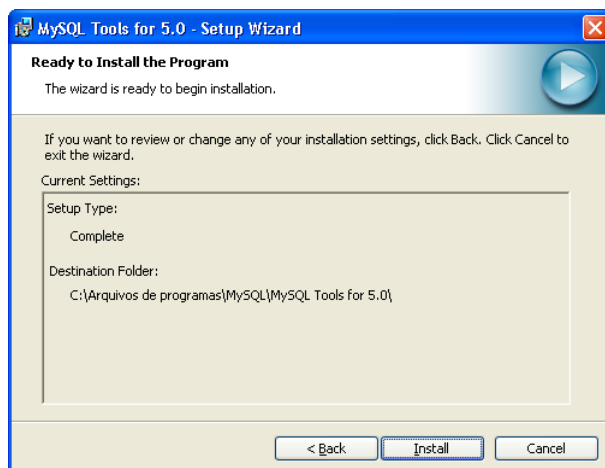 MySQL Tools for 5.0 - Setup Wizard
Ready to Install the Program
The wizard is ready to begin installation.
If you want to review or change any of your installation settings, click Back. Click Cancel to
exit the wizard.
Current Settings:
Setup Type:
Complete
Destination Folder:
C:\Arquivos de programas\MySQL\MySQL Tools for 5.0\
< Back
Install
Cancel